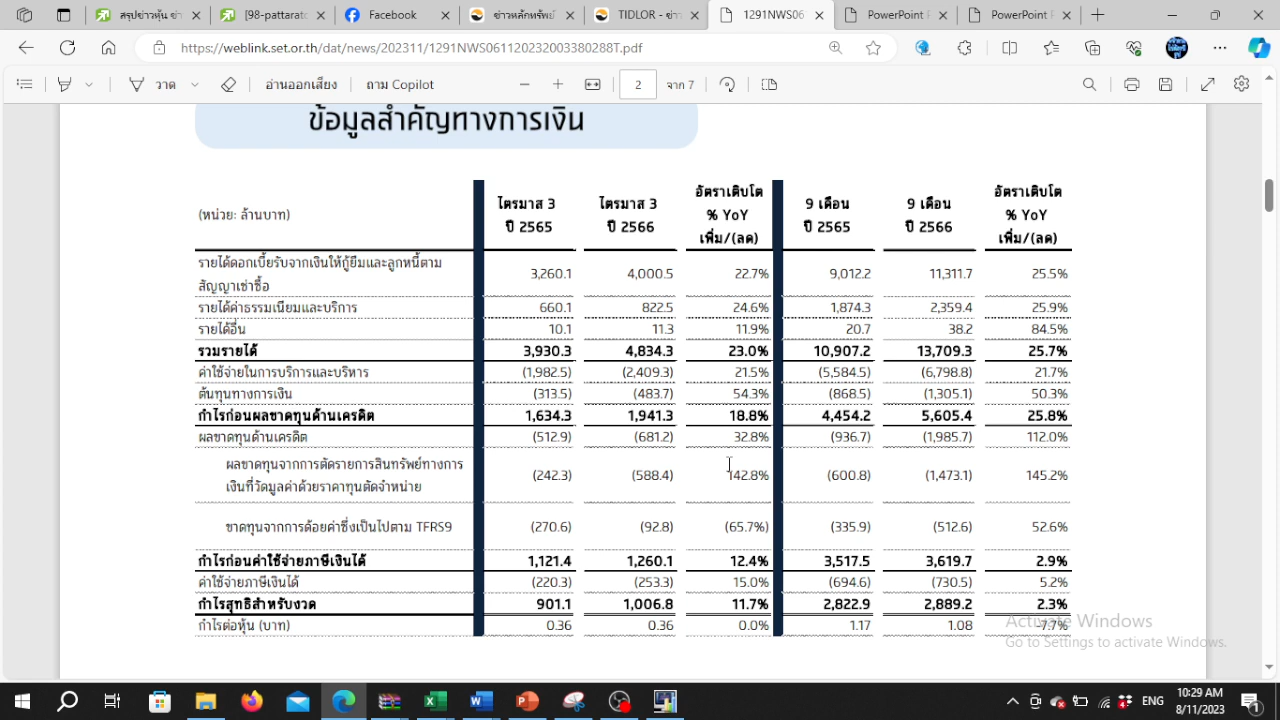 สรุปข่าวหุ้น ข่า
[98-pattarato
Facebook
ข่าวหลักทรัพย์
TIDLOR - ข่าว
1291NWS06
PowerPoint F
PowerPoint F
https://weblink.set.or.th/dat/news/202311/1291NWS061120232003380288T.pdf
วาด อ่านออกเสียง ถาม Copilot 2 จาก 7
ข้อมูลสำคัญทางการเงิน
(หน่วย: ล้านบาท) ไตรมาส 3 ปี 2565 ไตรมาส 3 ปี 2566 อัตราเติบโต % YoY เพิ่ม/(ลด) 9 เดือน ปี 2565 9 เดือน ปี 2566 อัตราเติบโต % YoY เพิ่ม/(ลด)
รายได้ดอกเบี้ยรับจากเงินให้กู้ยืมและลูกหนี้ตาม
สัญญาเช่าซื้อ 3,260.1 4,000.5 22.7% 9,012.2 11,311.7 25.5%
รายได้ค่าธรรมเนียมและบริการ 660.1 822.5 24.6% 1,874.3 2,359.4 25.9%
รายได้อื่น 10.1 11.3 11.9% 20.7 38.2 84.5%
รวมรายได้ 3,930.3 4,834.3 23.0% 10,907.2 13,709.3 25.7%
ค่าใช้จ่ายในการบริการและบริหาร (1,982.5) (2,409.3) 21.5% (5,584.5) (6,798.8) 21.7%
ต้นทุนทางการเงิน (313.5) (483.7) 54.3% (868.5) (1,305.1) 50.3%
กำไรก่อนผลขาดทุนด้านเครดิต 1,634.3 1,941.3 18.8% 4,454.2 5,605.4 25.8%
ผลขาดทุนด้านเครดิต (512.9) (681.2) 32.8% (936.7) (1,985.7) 112.0%
ผลขาดทุนจากการตัดรายการสินทรัพย์ทางการ
เงินที่วัดมูลค่าด้วยราคาทุนตัดจำหน่าย (242.3) (588.4) 142.8% (600.8) (1,473.1) 145.2%
ขาดทุนจากการด้อยค่าซึ่งเป็นไปตาม TFRS9 (270.6) (92.8) (65.7%) (335.9) (512.6) 52.6%
กำไรก่อนค่าใช้จ่ายภาษีเงินได้ 1,121.4 1,260.1 12.4% 3,517.5 3,619.7 2.9%
ค่าใช้จ่ายภาษีเงินได้ (220.3) (253.3) 15.0% (694.6) (730.5) 5.2%
กำไรสุทธิสำหรับงวด 901.1 1,006.8 11.7% 2,822.9 2,889.2 2.3%
กำไรต่อหุ้น (บาท) 0.36 0.36 0.0% 1.17 1.08 -7.7%
Activate Windows
Go to Settings to activate Windows.
ENG
10:29 AM
8/11/2023